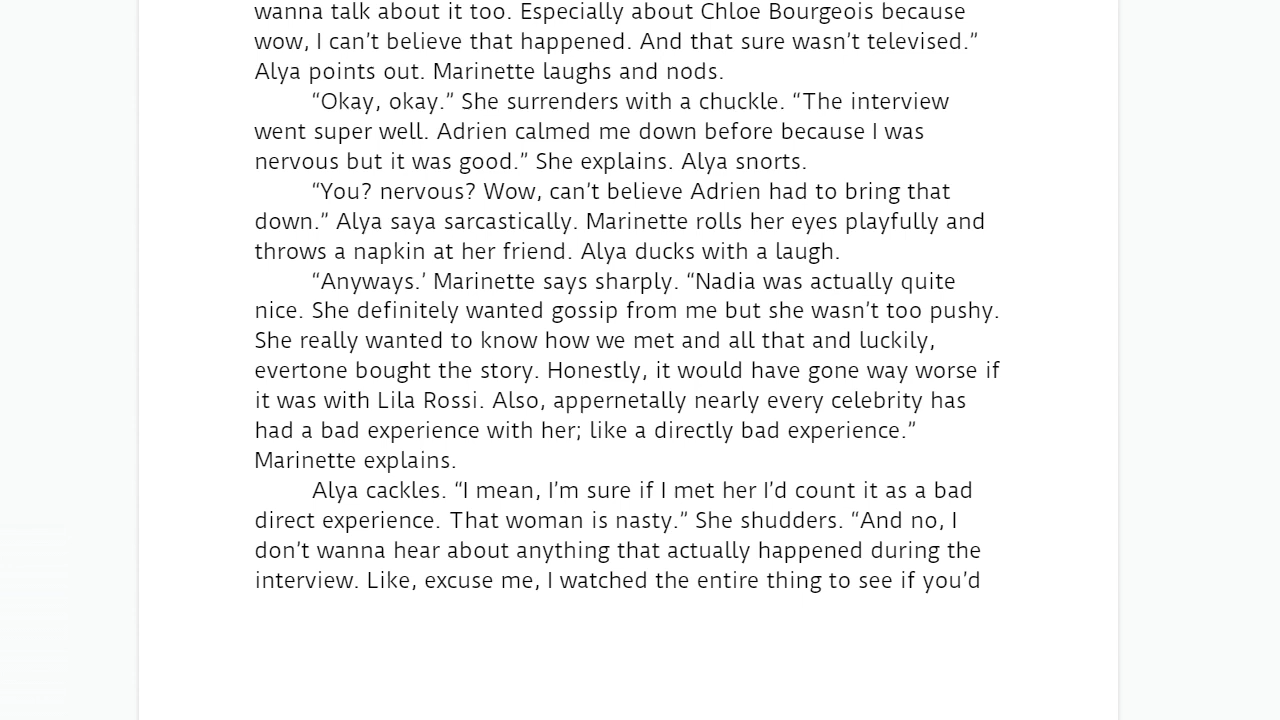 wanna talk about it too. Especially about Chloe Bourgeois because
wow, I can’t believe that happened. And that sure wasn’t televised.”
Alya points out. Marinette laughs and nods.
“Okay, okay.” She surrenders with a chuckle. “The interview
went super well. Adrien calmed me down before because I was
nervous but it was good.” She explains. Alya snorts.
“You? nervous? Wow, can’t believe Adrien had to bring that
down.” Alya saya sarcastically. Marinette rolls her eyes playfully and
throws a napkin at her friend. Alya ducks with a laugh.
“Anyways.’ Marinette says sharply. “Nadia was actually quite
nice. She definitely wanted gossip from me but she wasn’t too pushy.
She really wanted to know how we met and all that and luckily,
evertone bought the story. Honestly, it would have gone way worse if
it was with Lila Rossi. Also, appernetally nearly every celebrity has
had a bad experience with her; like a directly bad experience.”
Marinette explains.
Alya cackles. “I mean, I’m sure if I met her I’d count it as a bad
direct experience. That woman is nasty.” She shudders. “And no, I
don’t wanna hear about anything that actually happened during the
interview. Like, excuse me, I watched the entire thing to see if you’d